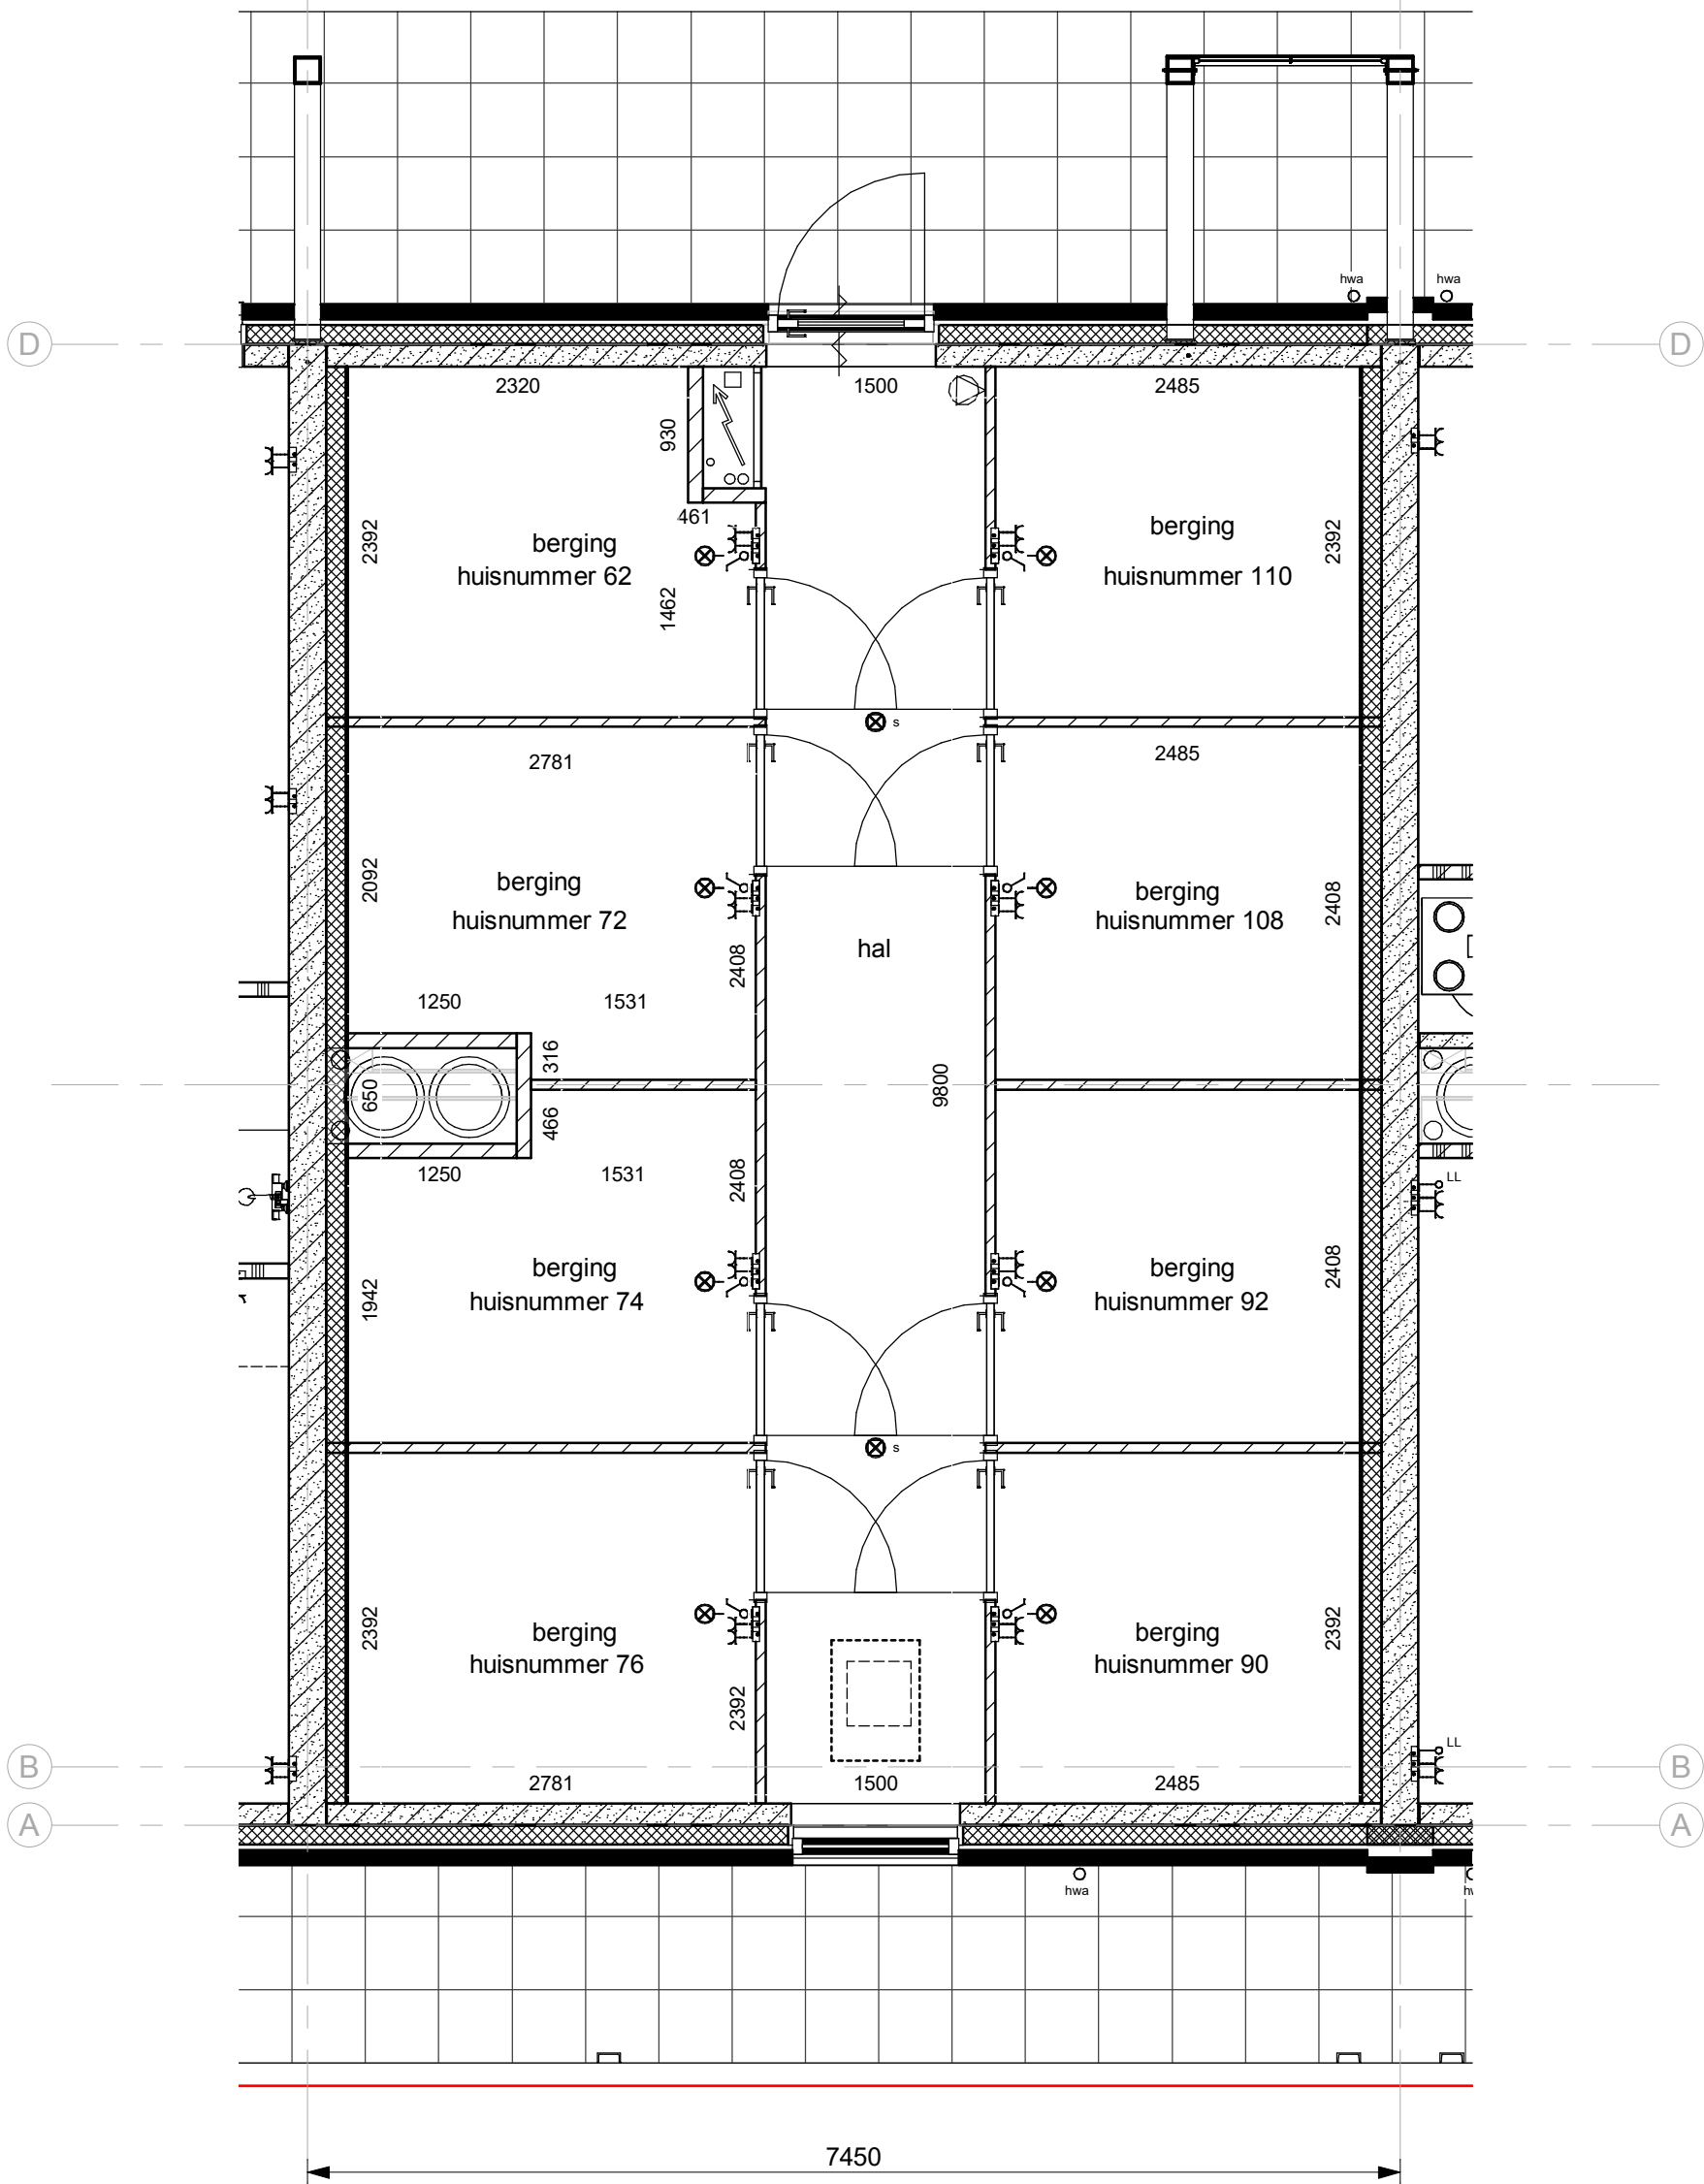 hwa hwa
D D
2320 1500 2485
930
461
2392 berging berging 2392
huisnummer 62 huisnummer 110
1462
s
2781 2485
2092 berging berging 2408
huisnummer 72 huisnummer 108
2408 hal
1250 1531
316
650 9800
466
1250 1531 2408
LL
berging berging 2408
1942 huisnummer 74 huisnummer 92
s
2392 berging berging 2392
huisnummer 76 huisnummer 90
2392
LL
B B
2781 1500 2485
A A
hwa
7450